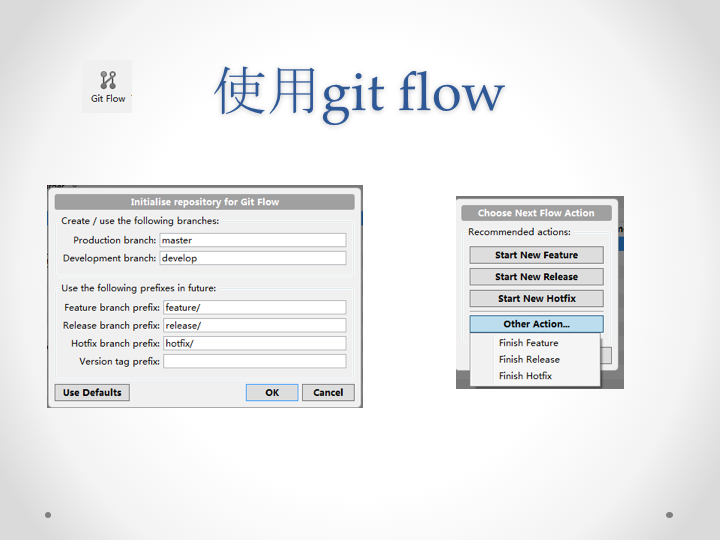 使用git flow
Git Flow
Initialise repository for Git Flow
Create / use the following branches:
Production branch: master
Development branch: develop
Use the following prefixes in future:
Feature branch prefix: feature/
Release branch prefix: release/
Hotfix branch prefix: hotfix/
Version tag prefix:
Use Defaults
OK
Cancel
Choose Next Flow Action
Recommended actions:
Start New Feature
Start New Release
Start New Hotfix
Other Action...
Finish Feature
Finish Release
Finish Hotfix